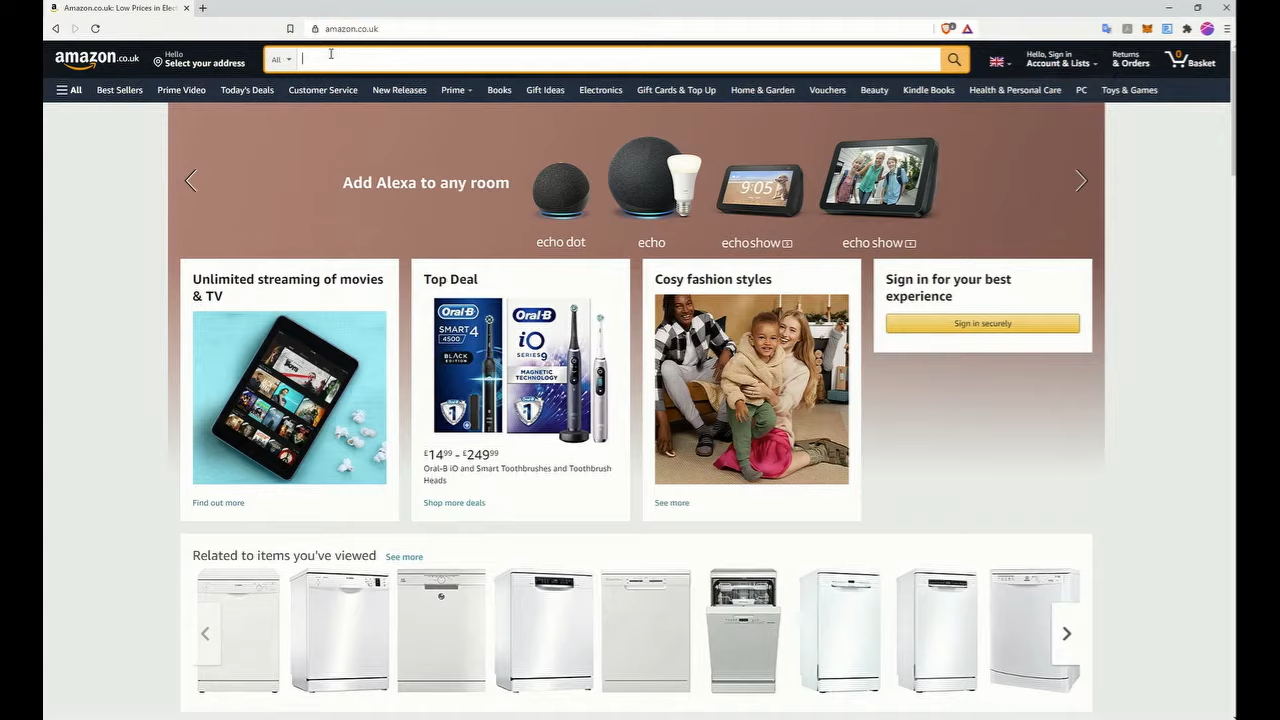 Amazon.co.uk: Low Prices in Elect
amazon.co.uk
amazon.co.uk
Hello
Select your address
All
Hello, Sign in
Account & Lists
Returns
& Orders
0
Basket
All
Best Sellers
Prime Video
Today's Deals
Customer Service
New Releases
Prime
Books
Gift Ideas
Electronics
Gift Cards & Top Up
Home & Garden
Vouchers
Beauty
Kindle Books
Health & Personal Care
PC
Toys & Games
Add Alexa to any room
9:05
echo dot
echo
echo show 5
echo show
Unlimited streaming of movies
& TV
Find out more
Top Deal
Oral-B
SMART 4
4500
BLACK
EDITION
1
Oral-B
iO
SERIES 9
MAGNETIC
TECHNOLOGY
1
£14.99 - £249.99
Oral-B iO and Smart Toothbrushes and Toothbrush
Heads
Shop more deals
Cosy fashion styles
See more
Sign in for your best
experience
Sign in securely
Related to items you've viewed
See more